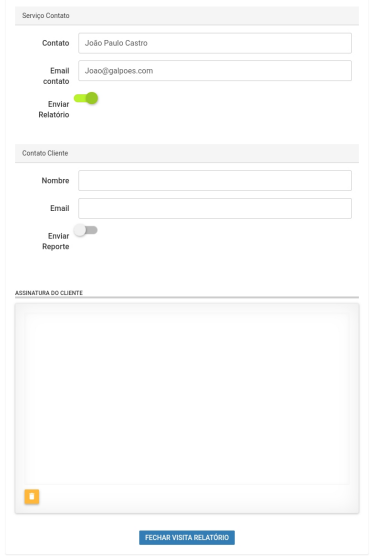 Serviço Contato
Contato
João Paulo Castro
Email
contato
Joao@galpoes.com
Enviar
Relatório
Contato Cliente
Nombre
Email
Enviar
Reporte
ASSINATURA DO CLIENTE
FECHAR VISITA RELATÓRIO